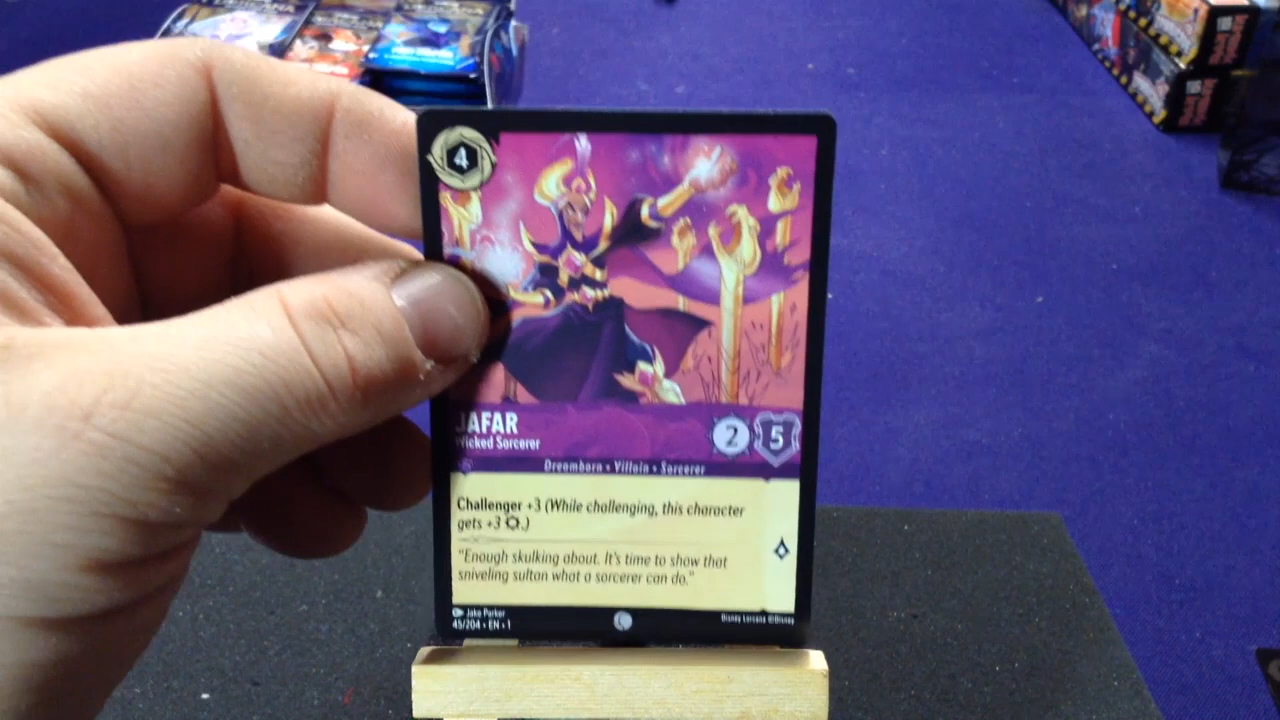 4
JAFAR
Wicked Sorcerer
2 5
Dreamborn • Villain • Sorcerer
Challenger +3 (While challenging, this character
gets +3 .)
"Enough skulking about. It's time to show that
sniveling sultan what a sorcerer can do."
Jake Parker
45/204 • EN • 1
Disney Lorcana ©Disney